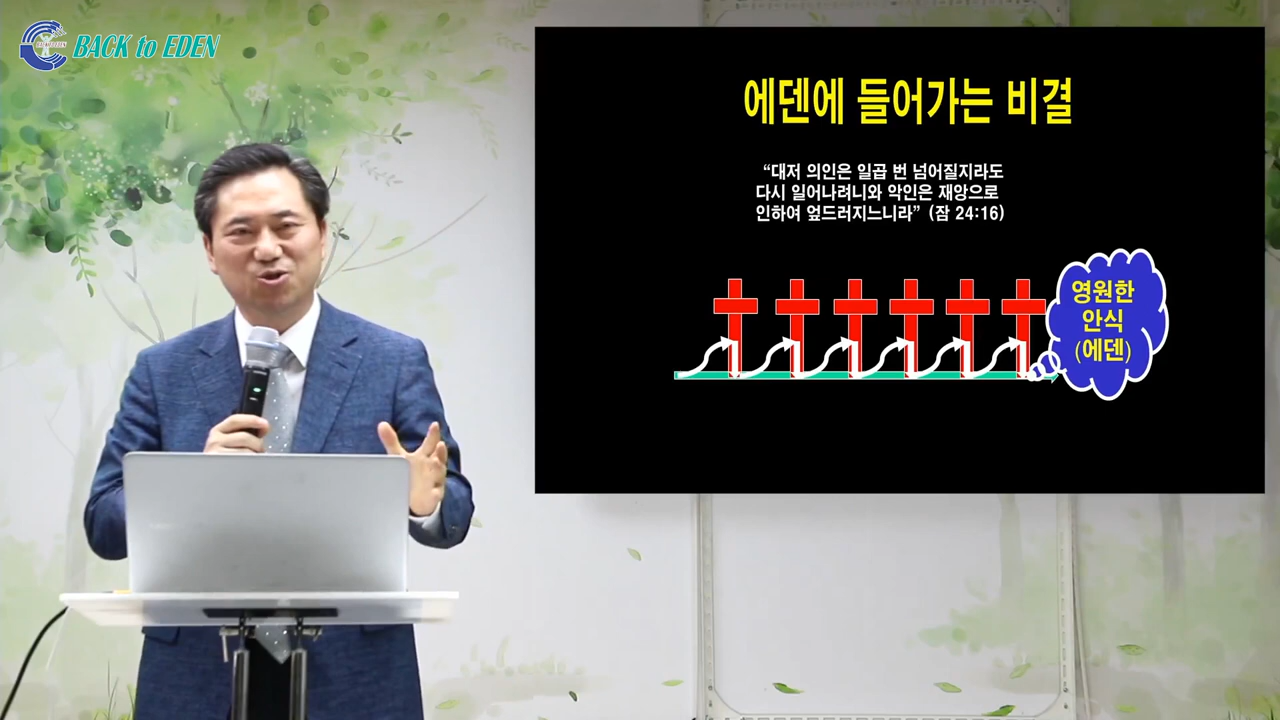 BACK to EDEN
에덴에 들어가는 비결
“대저 의인은 일곱 번 넘어질지라도
다시 일어나려니와 악인은 재앙으로
인하여 엎드러지느니라” (잠 24:16)
영원한
안식
(에덴)